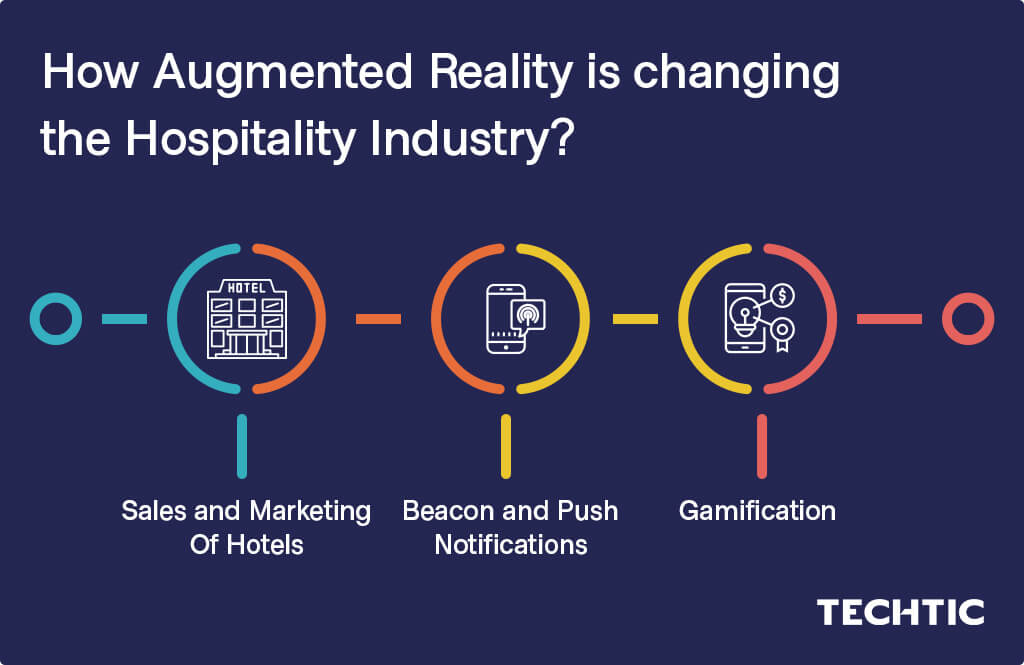 How Augmented Reality is changing
the Hospitality Industry?
HOTEL
Sales and Marketing
Of Hotels
Beacon and Push
Notifications
$
Gamification
TECHTIC